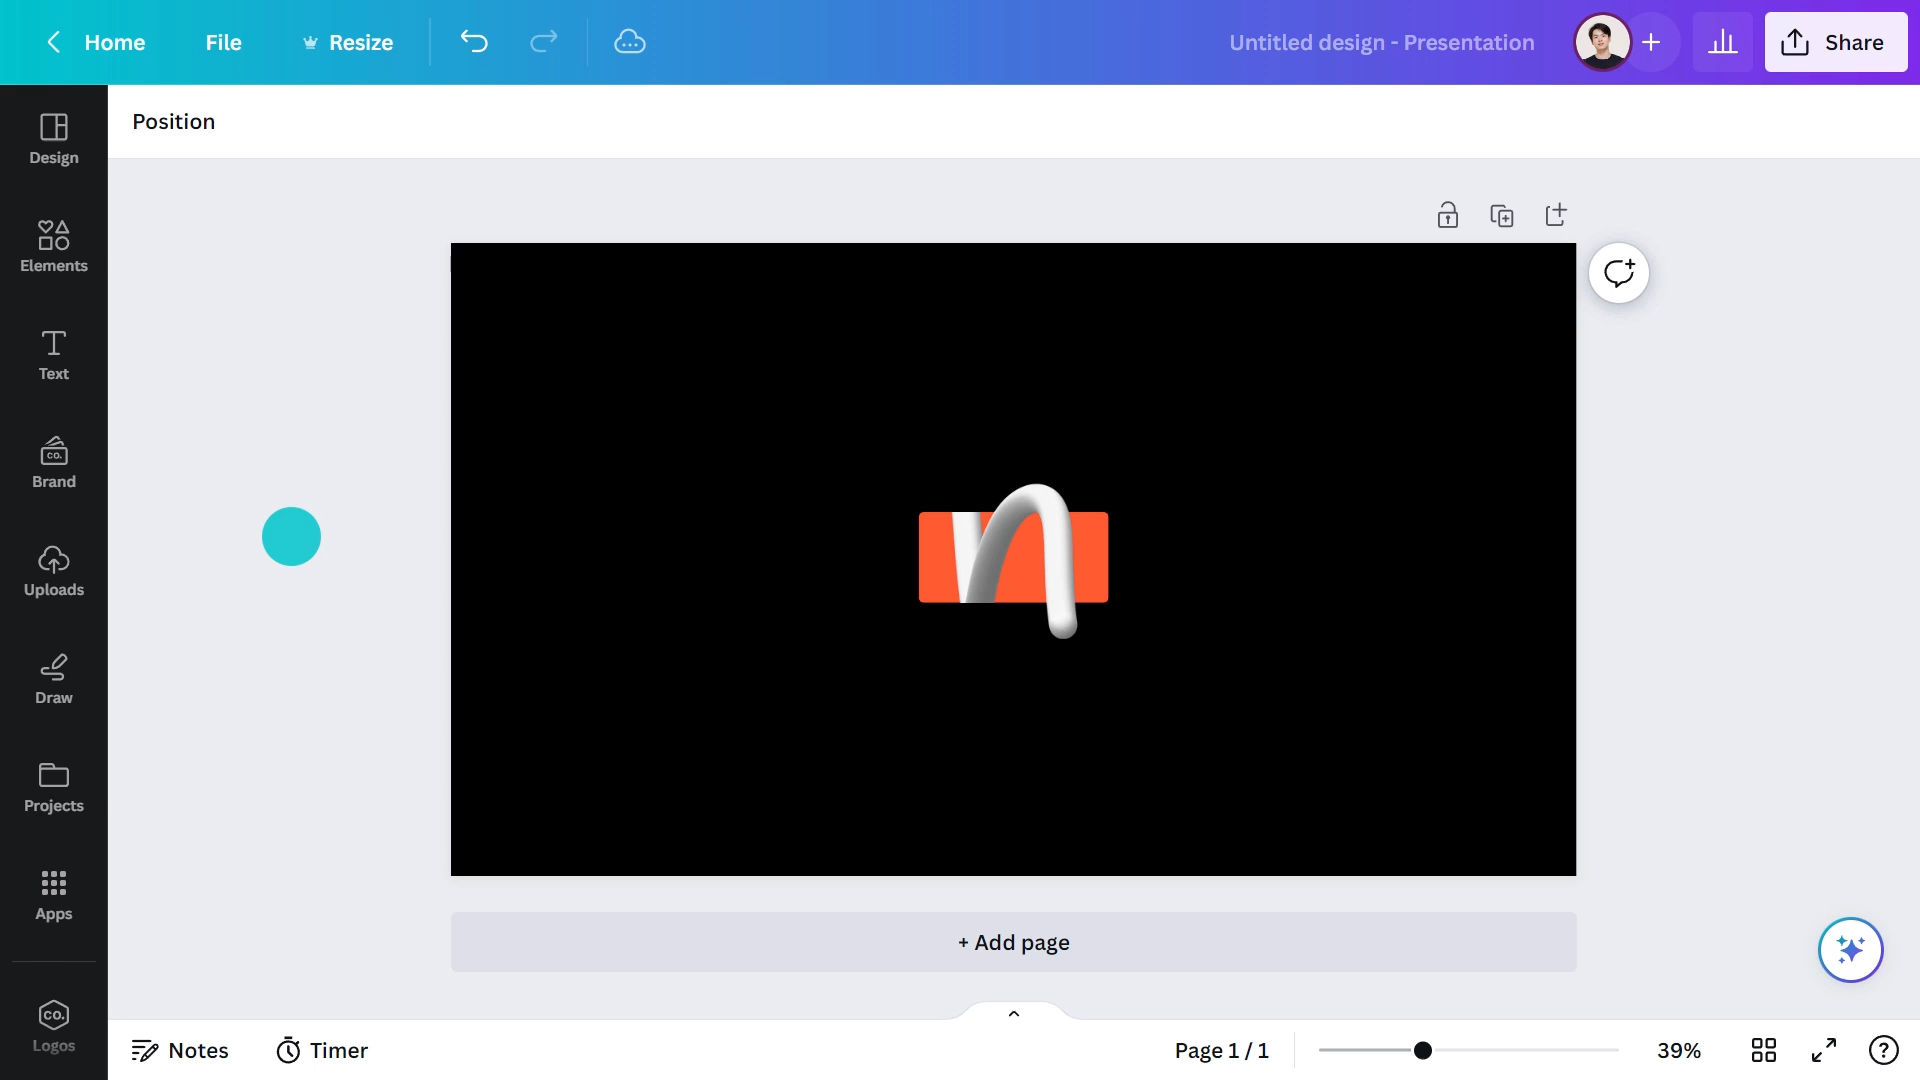 Home
File
Resize
Untitled design - Presentation
Share
Position
Design
Elements
Text
Brand
Uploads
Draw
Projects
Apps
CO.
Logos
n
+ Add page
Notes
Timer
Page 1 / 1
39%